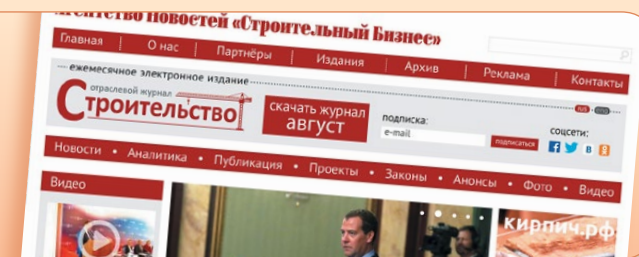 Агентство Новостей «Строительный Бизнес»
Главная | О нас | Партнёры | Издания | Архив | Реклама | Контакты
ежемесячное электронное издание
отраслевой журнал
Строительство
скачать журнал
август
подписка:
e-mail
подписаться
соцсети:
Новости • Аналитика • Публикация • Проекты • Законы • Анонсы • Фото • Видео
Видео
кирпич.рф